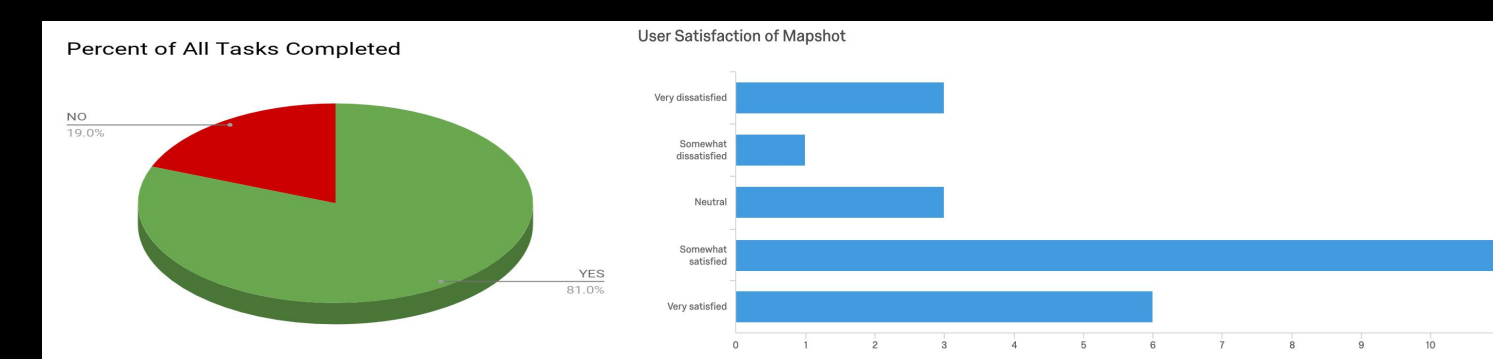 Percent of All Tasks Completed
NO
19.0%
YES
81.0%
User Satisfaction of Mapshot
Very dissatisfied
Somewhat
dissatisfied
Neutral
Somewhat
satisfied
Very satisfied
0 1 2 3 4 5 6 7 8 9 10